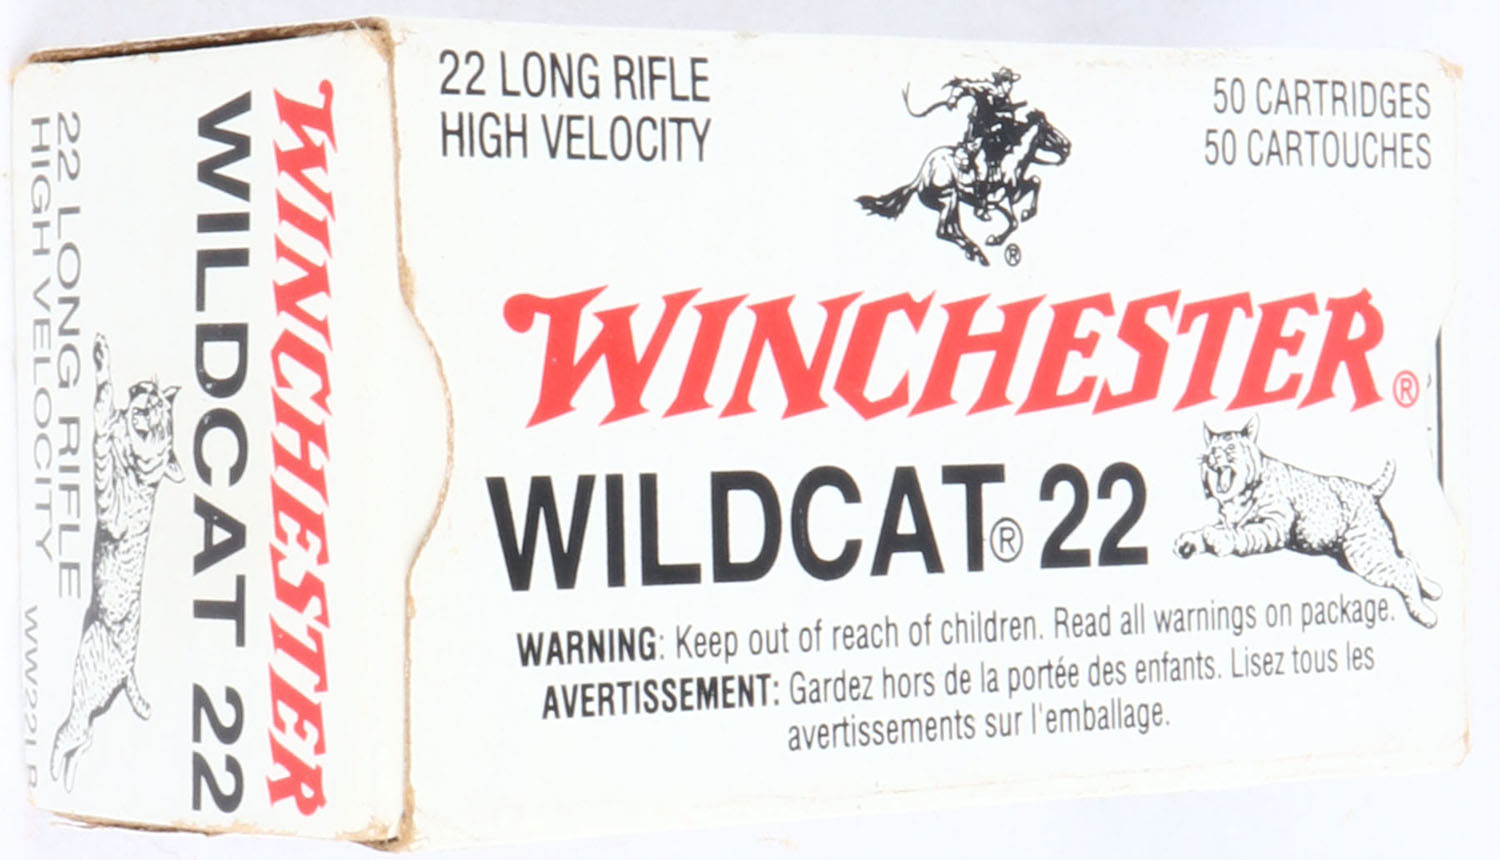 22 LONG RIFLE
HIGH VELOCITY
50 CARTRIDGES
50 CARTOUCHES
®
WINCHESTER®
WILDCAT® 22
WARNING: Keep out of reach of children. Read all warnings on package.
AVERTISSEMENT: Gardez hors de la portée des enfants. Lisez tous les
avertissements sur l'emballage.
WINCHESTER
WILDCAT 22
22 LONG RIFLE
HIGH VELOCITY
WW22LR